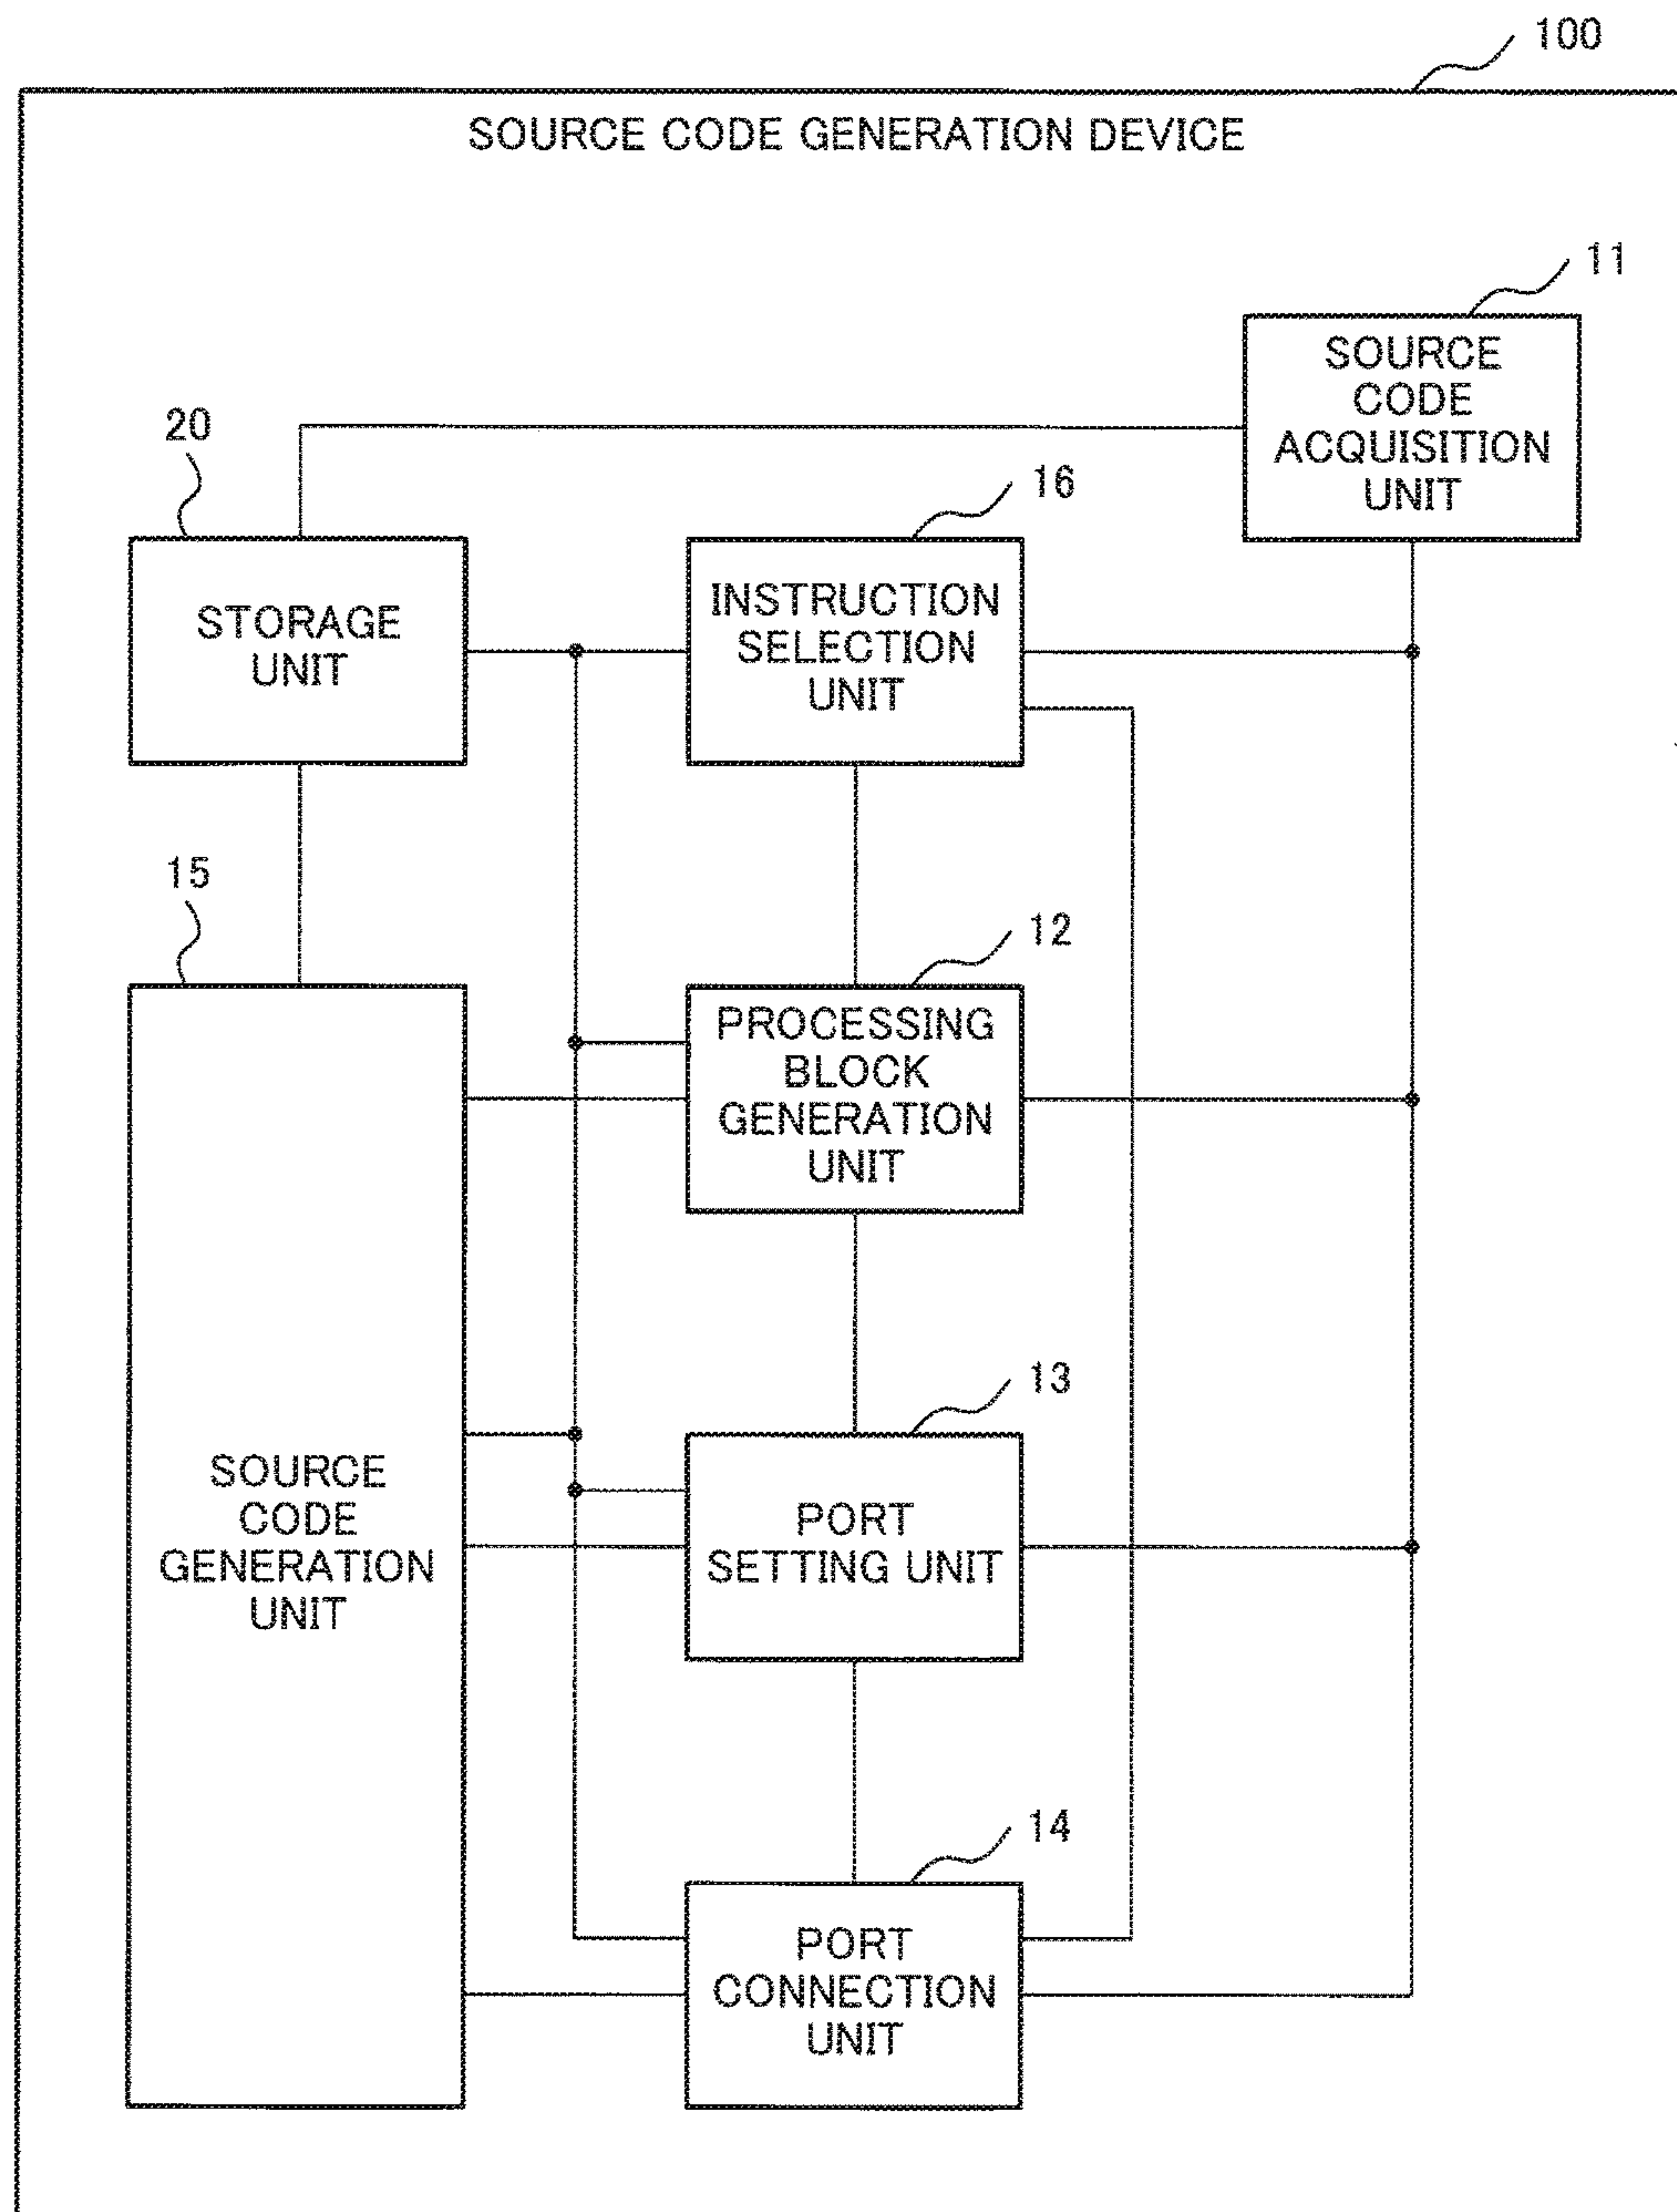 100
SOURCE CODE GENERATION DEVICE
11
SOURCE
CODE
ACQUISITION
UNIT
20
STORAGE
UNIT
16
INSTRUCTION
SELECTION
UNIT
15
SOURCE
CODE
GENERATION
UNIT
12
PROCESSING
BLOCK
GENERATION
UNIT
13
PORT
SETTING UNIT
14
PORT
CONNECTION
UNIT